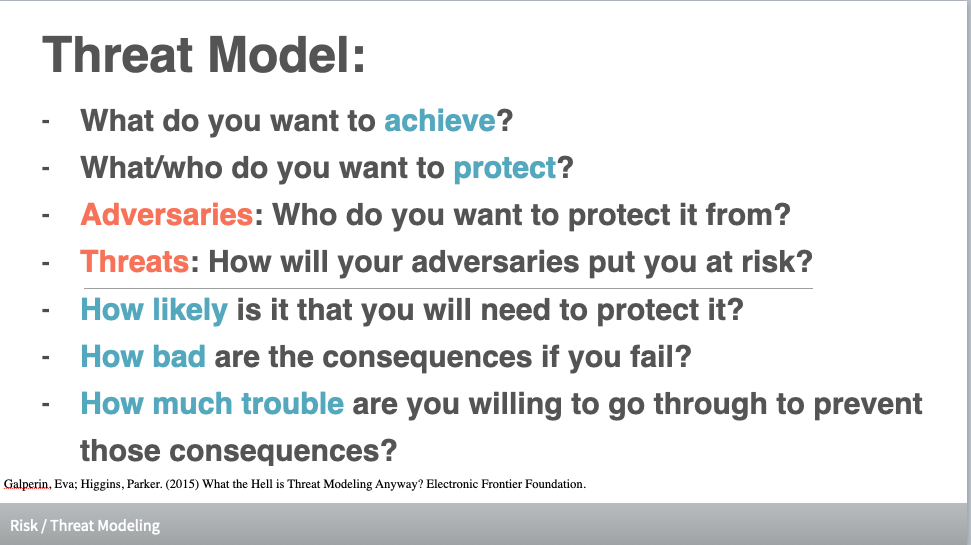 Threat Model:
- What do you want to achieve?
- What/who do you want to protect?
- Adversaries: Who do you want to protect it from?
- Threats: How will your adversaries put you at risk?
- How likely is it that you will need to protect it?
- How bad are the consequences if you fail?
- How much trouble are you willing to go through to prevent
those consequences?
Galperin, Eva; Higgins, Parker. (2015) What the Hell is Threat Modeling Anyway? Electronic Frontier Foundation.
Risk / Threat Modeling